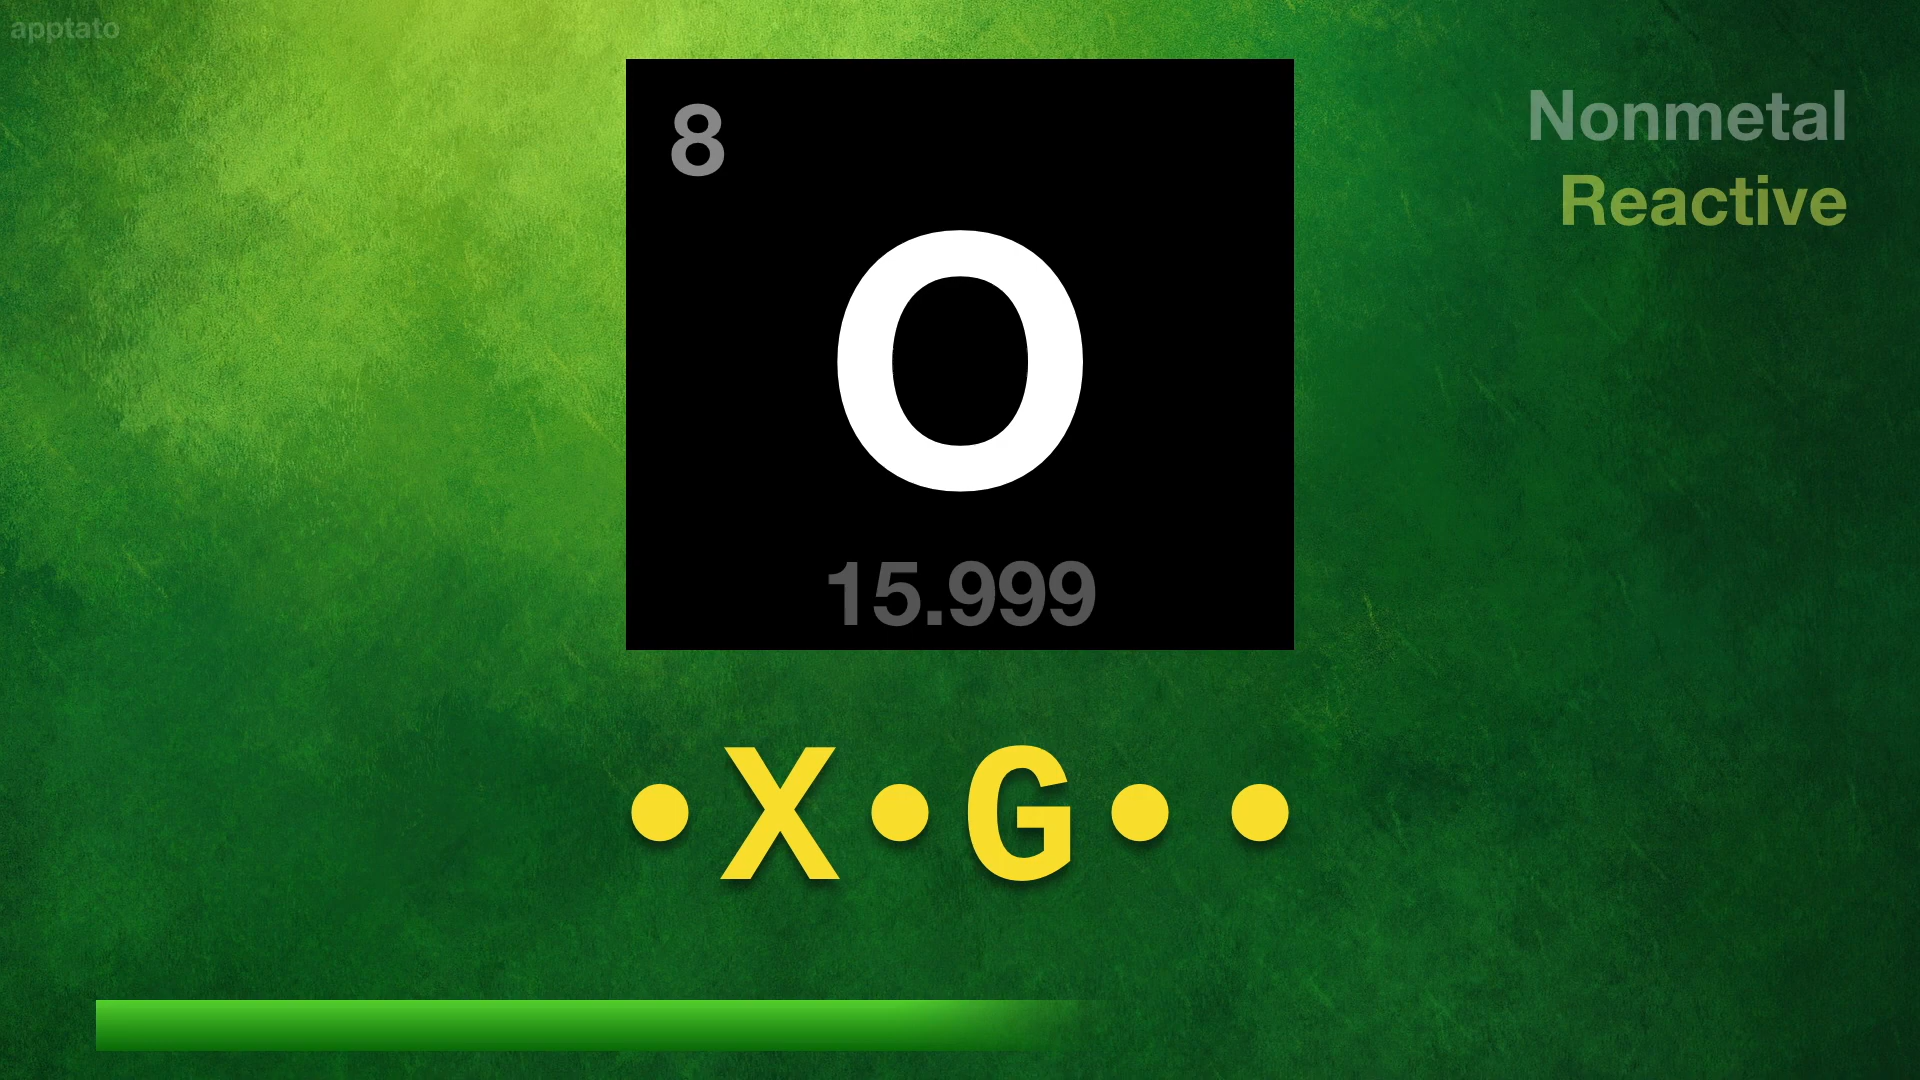 apptato
8
O
15.999
Nonmetal
Reactive
•X•G••